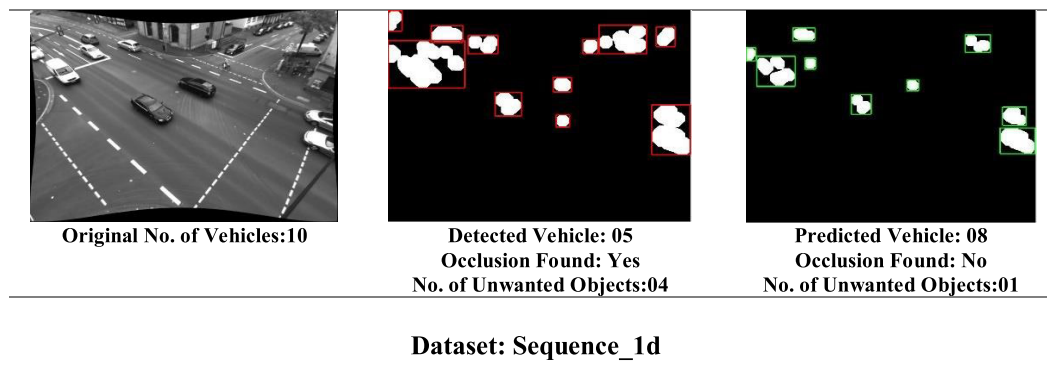 Original No. of Vehicles:10
Detected Vehicle: 05
Occlusion Found: Yes
No. of Unwanted Objects:04
Predicted Vehicle: 08
Occlusion Found: No
No. of Unwanted Objects:01
Dataset: Sequence_1d